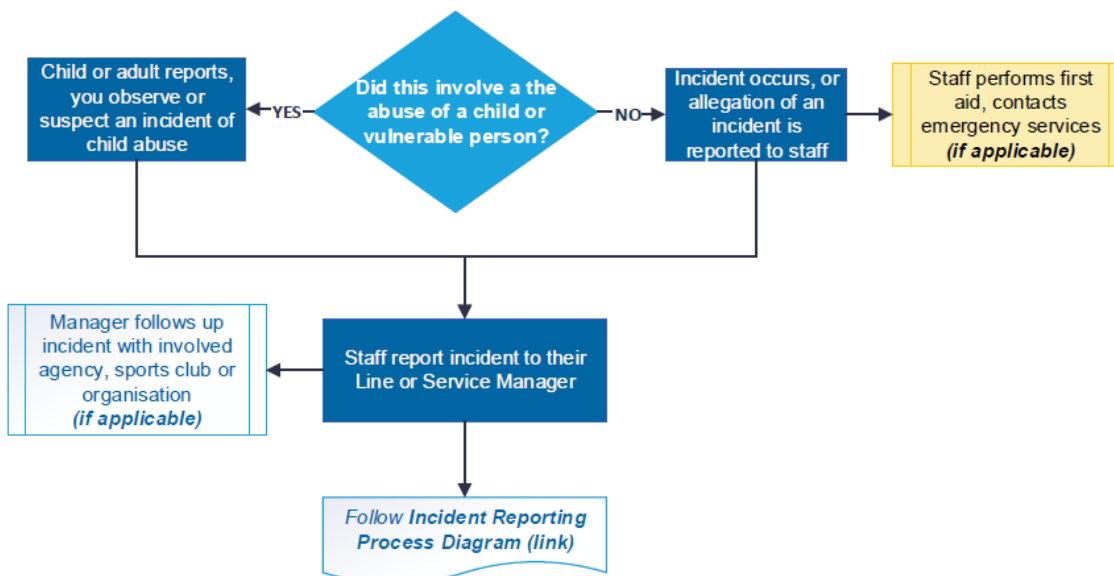 Child or adult reports,
you observe or
suspect an incident of
child abuse
YES
Did this involve a the
abuse of a child or
vulnerable person?
NO
Incident occurs, or
allegation of an
incident is
reported to staff
Staff performs first
aid, contacts
emergency services
(if applicable)
Manager follows up
incident with involved
agency, sports club or
organisation
(if applicable)
Staff report incident to their
Line or Service Manager
Follow Incident Reporting
Process Diagram (link)